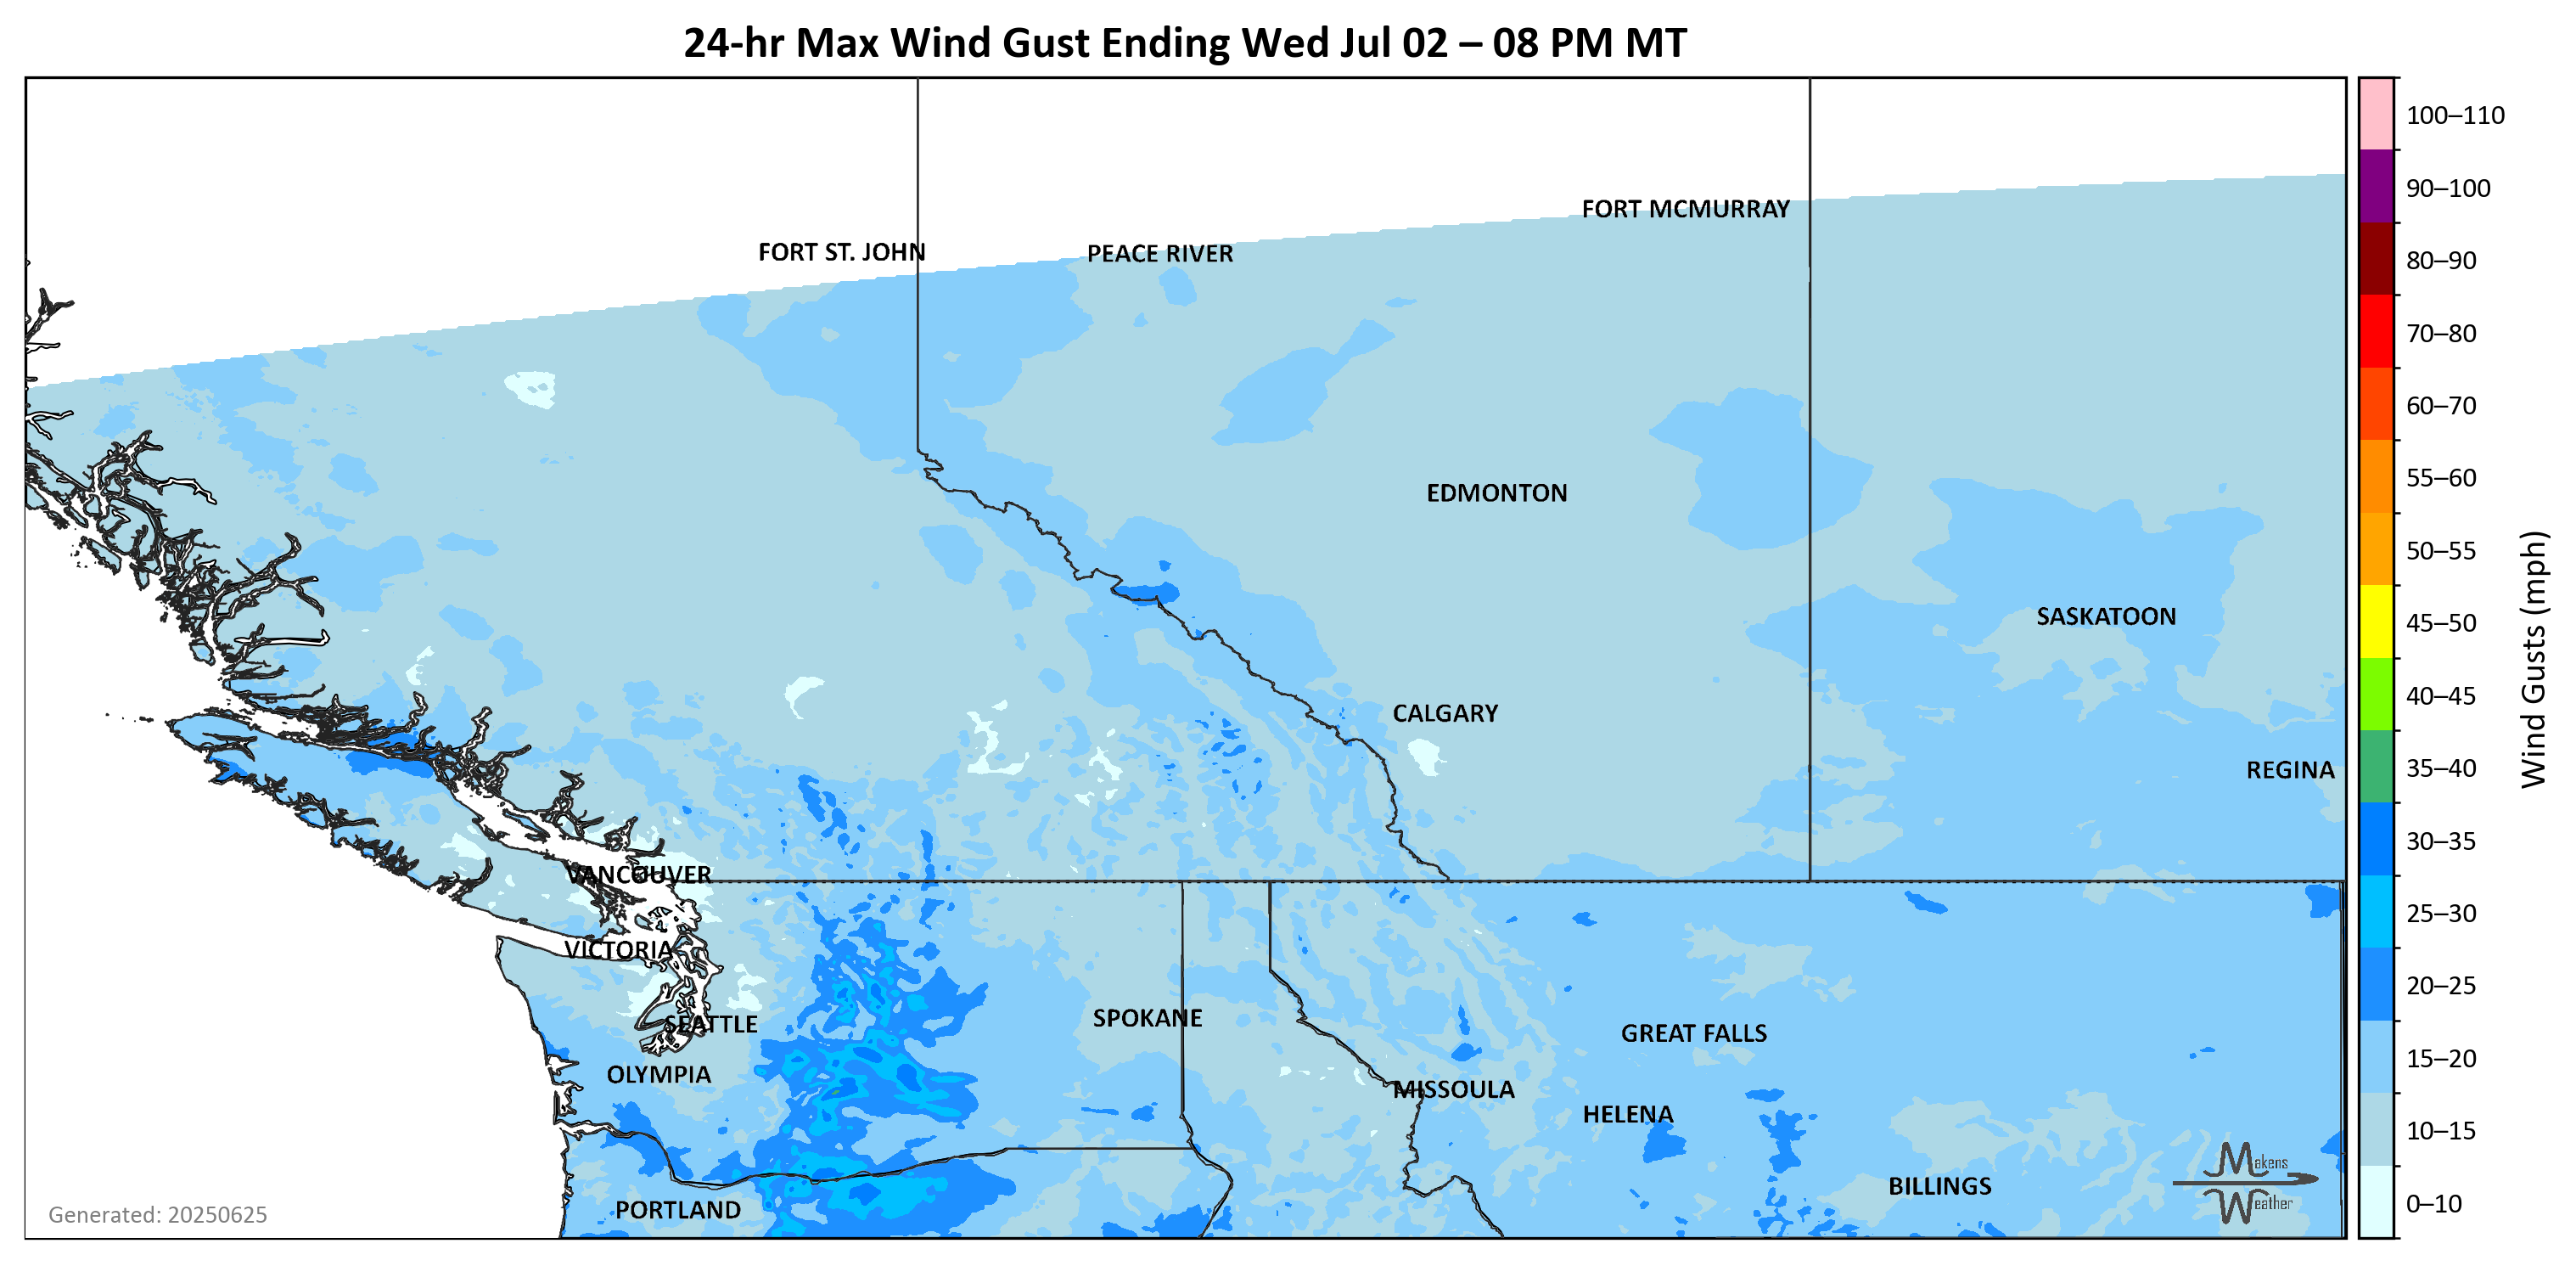 24-hr Max Wind Gust Ending Wed Jul 02 – 08 PM MT
100–110
90–100
80–90
70–80
60–70
55–60
50–55
45–50
40–45
35–40
30–35
25–30
20–25
15–20
10–15
0–10
Wind Gusts (mph)
FORT MCMURRAY
FORT ST. JOHN
PEACE RIVER
EDMONTON
SASKATOON
CALGARY
REGINA
VANCOUVER
VICTORIA
SEATTLE
SPOKANE
GREAT FALLS
OLYMPIA
MISSOULA
HELENA
BILLINGS
PORTLAND
Makens
Weather
Generated: 20250625